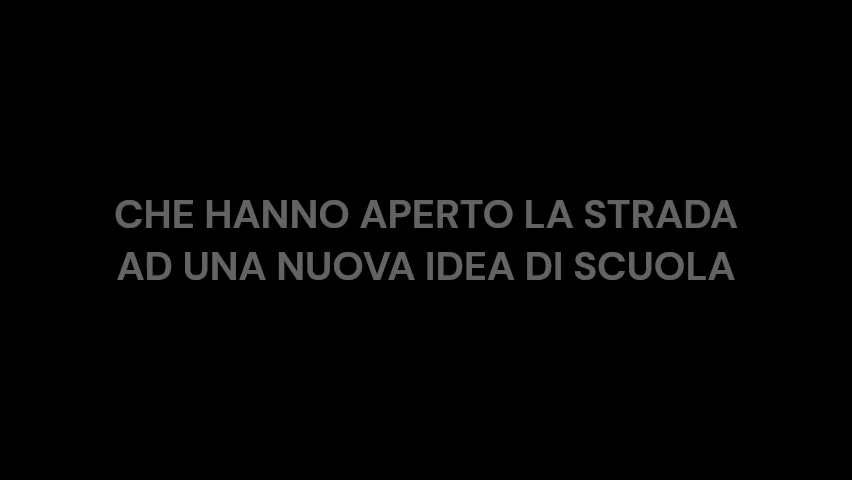 CHE HANNO APERTO LA STRADA
AD UNA NUOVA IDEA DI SCUOLA